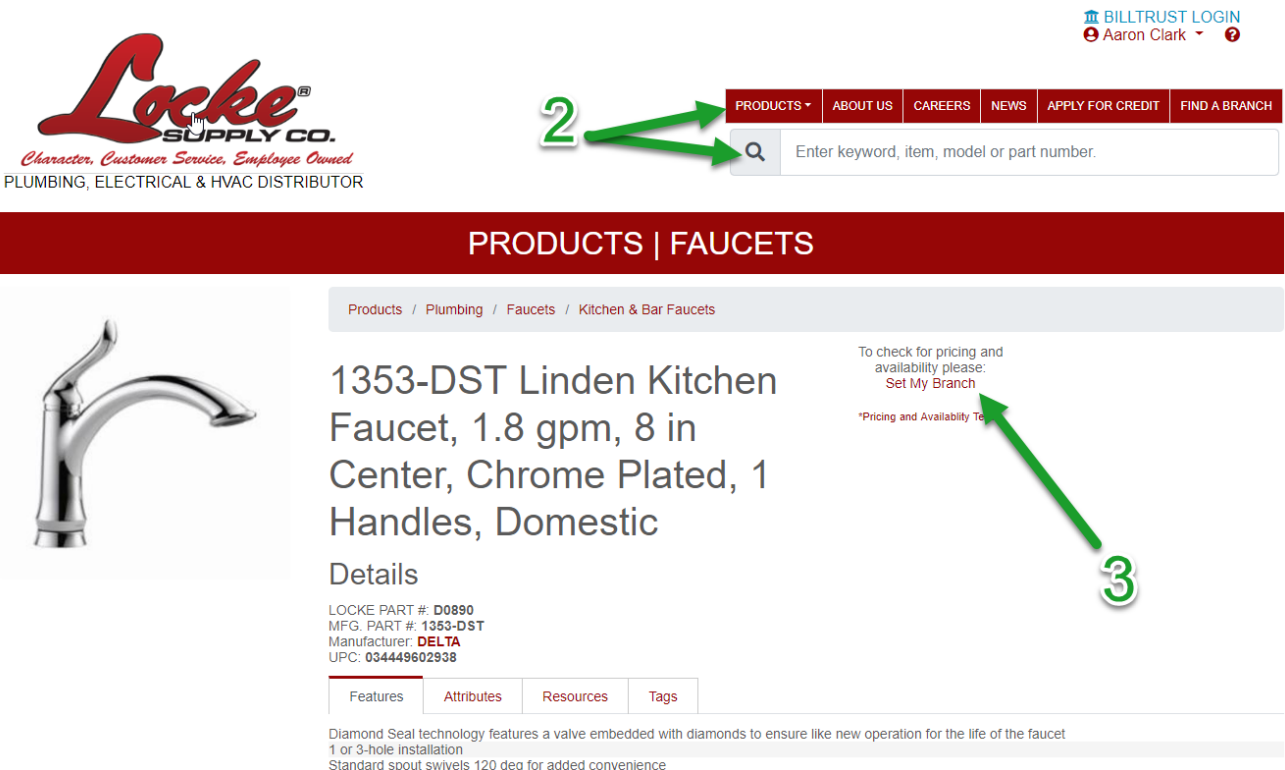 BILLTRUST LOGIN
Aaron Clark
Locke®
SUPPLY CO.
Character, Customer Service, Employee Owned
PLUMBING, ELECTRICAL & HVAC DISTRIBUTOR
2
PRODUCTS ABOUT US CAREERS NEWS APPLY FOR CREDIT FIND A BRANCH
Enter keyword, item, model or part number.
PRODUCTS | FAUCETS
Products / Plumbing / Faucets / Kitchen & Bar Faucets
1353-DST Linden Kitchen
Faucet, 1.8 gpm, 8 in
Center, Chrome Plated, 1
Handles, Domestic
To check for pricing and
availability please:
Set My Branch
*Pricing and Availablity
3
Details
LOCKE PART #: D0890
MFG. PART #: 1353-DST
Manufacturer: DELTA
UPC: 034449602938
Features Attributes Resources Tags
Diamond Seal technology features a valve embedded with diamonds to ensure like new operation for the life of the faucet
1 or 3-hole installation
Standard spout swivels 120 deg for added convenience